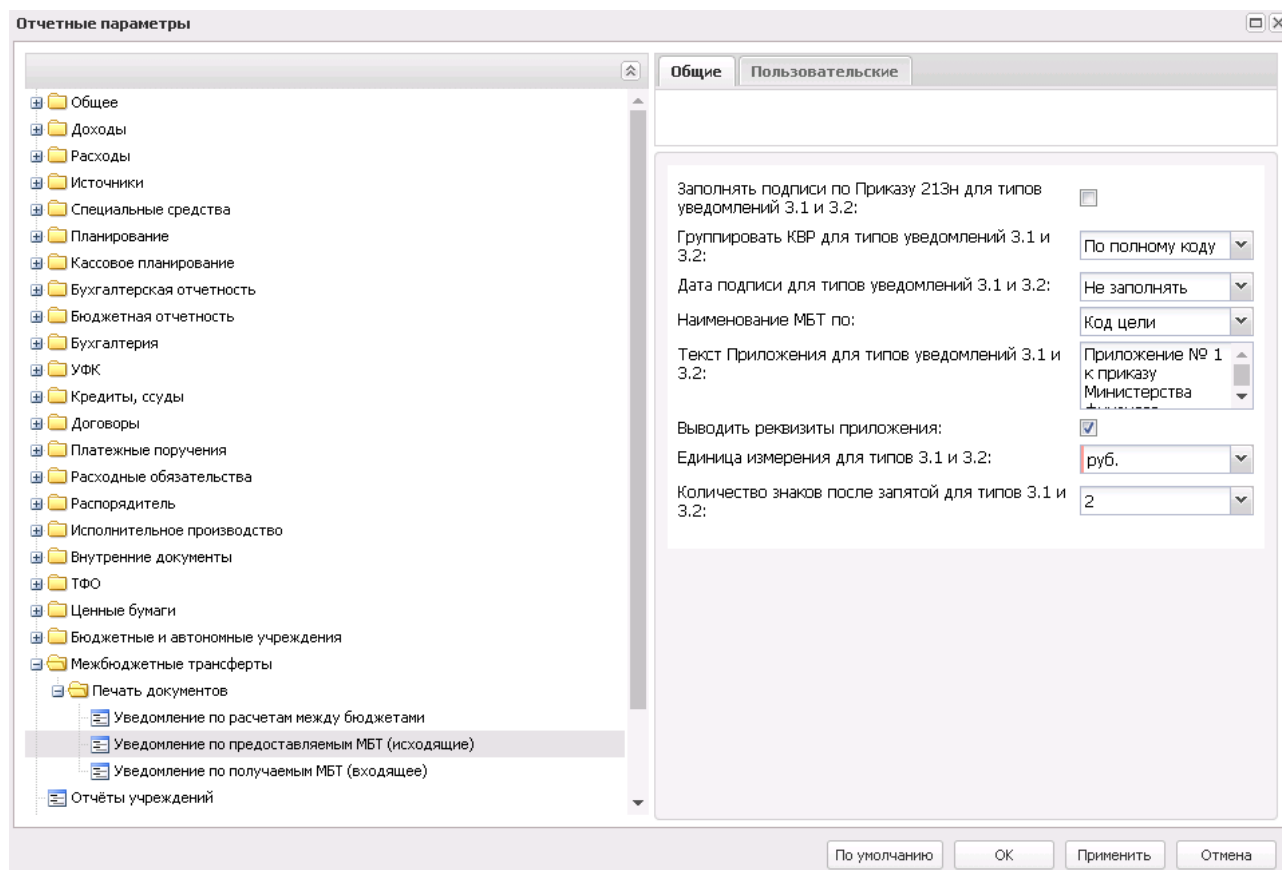 Отчетные параметры
Общее
Доходы
Расходы
Источники
Специальные средства
Планирование
Кассовое планирование
Бухгалтерская отчетность
Бюджетная отчетность
Бухгалтерия
УФК
Кредиты, ссуды
Договоры
Платежные поручения
Расходные обязательства
Распорядитель
Исполнительное производство
Внутренние документы
ТФО
Ценные бумаги
Бюджетные и автономные учреждения
Межбюджетные трансферты
Печать документов
Уведомление по расчетам между бюджетами
Уведомление по предоставляемым МБТ (исходящие)
Уведомление по получаемым МБТ (входящее)
Отчёты учреждений
Общие
Пользовательские
Заполнять подписи по Приказу 213н для типов
уведомлений 3.1 и 3.2:
Группировать КВР для типов уведомлений 3.1 и
3.2:
По полному коду
Дата подписи для типов уведомлений 3.1 и 3.2:
Не заполнять
Наименование МБТ по:
Код цели
Текст Приложения для типов уведомлений 3.1 и
3.2:
Приложение № 1
к приказу
Министерства
Выводить реквизиты приложения:
Единица измерения для типов 3.1 и 3.2:
руб.
Количество знаков после запятой для типов 3.1 и
3.2:
2
По умолчанию
ОК
Применить
Отмена